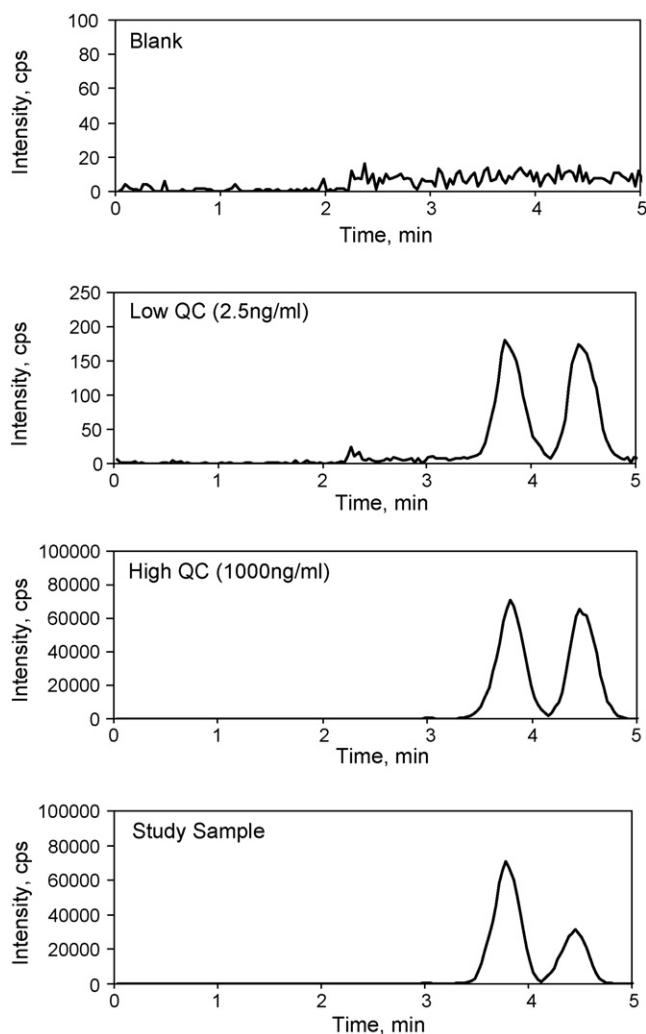 100
Blank
80
60
40
20
0
0 1 2 3 4 5
Intensity, cps
Time, min
250
Low QC (2.5ng/ml)
200
150
100
50
0
0 1 2 3 4 5
Intensity, cps
Time, min
100000
High QC (1000ng/ml)
80000
60000
40000
20000
0
0 1 2 3 4 5
Intensity, cps
Time, min
100000
Study Sample
80000
60000
40000
20000
0
0 1 2 3 4 5
Intensity, cps
Time, min